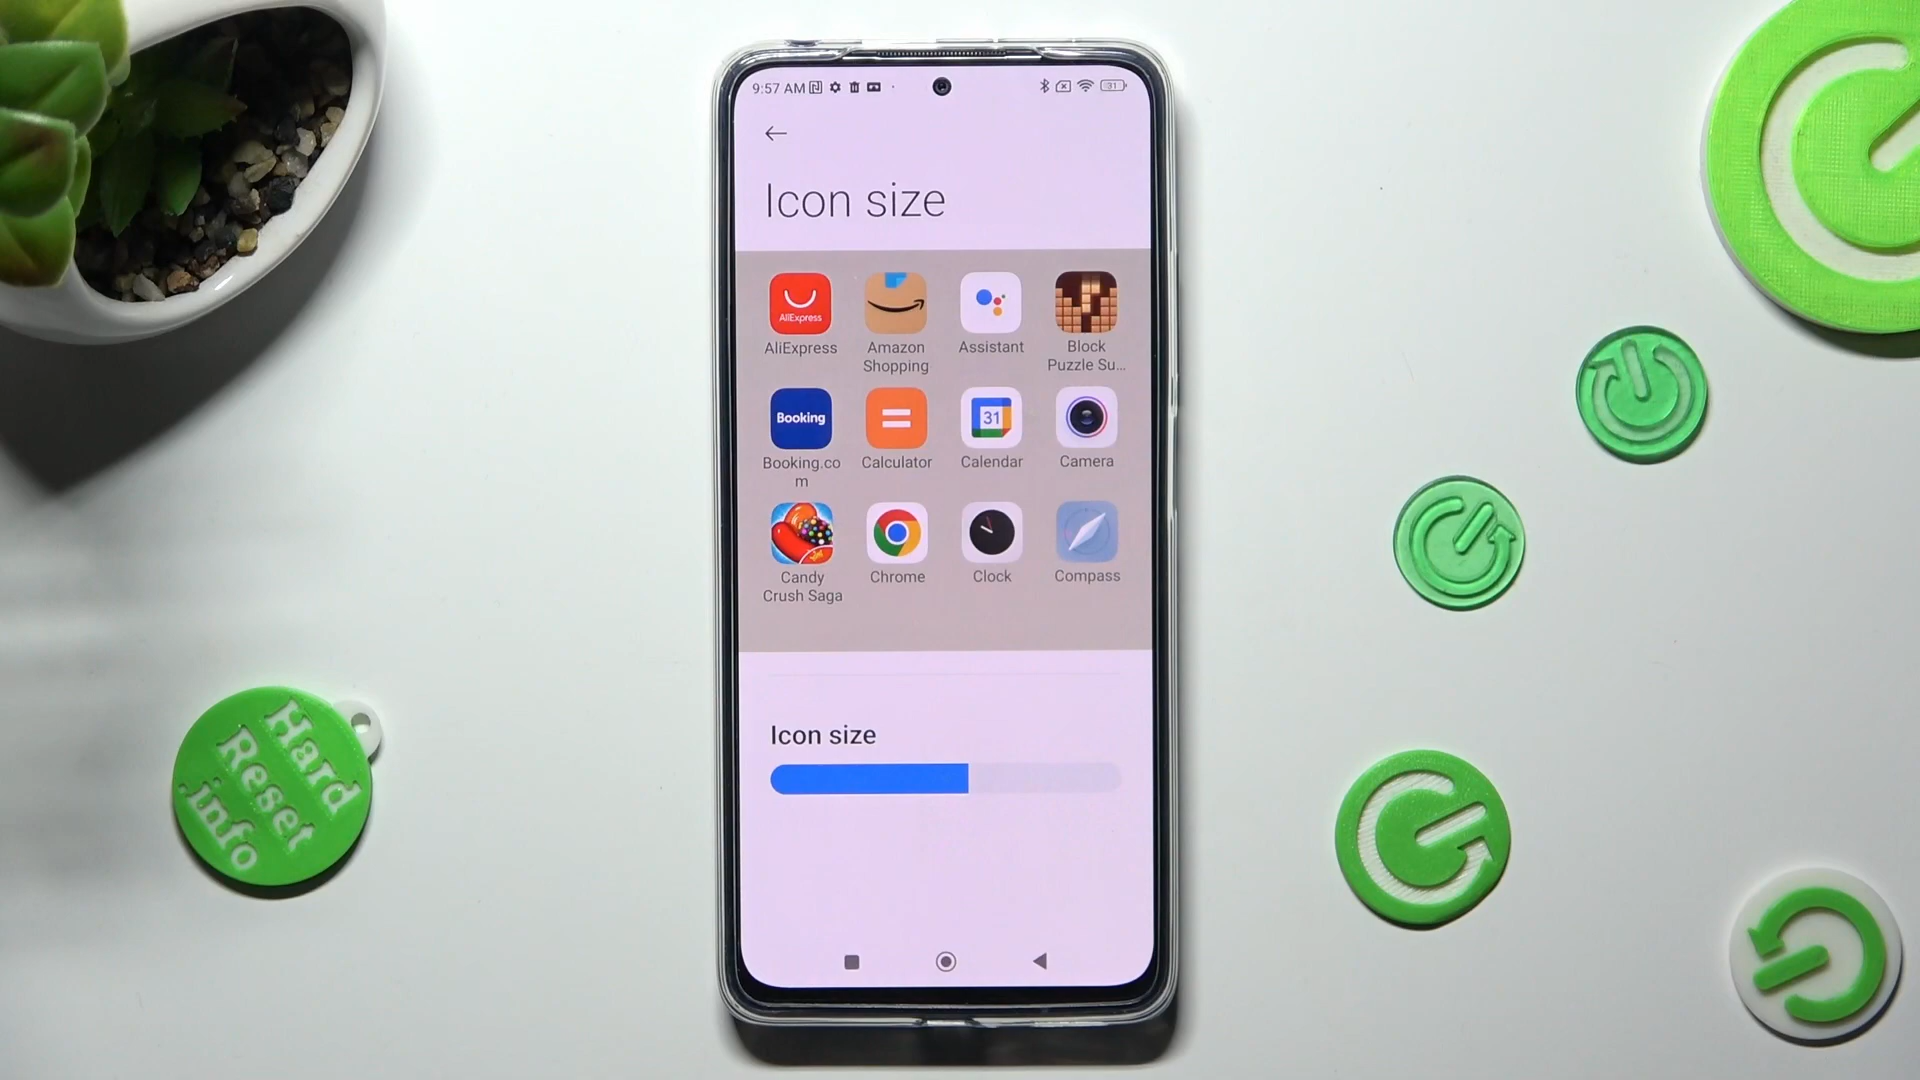 9:57 AM
31
Icon size
AliExpress
Booking
31
AliExpress
Amazon
Shopping
Assistant
Block
Puzzle Su...
Booking.co
m
Calculator
Calendar
Camera
Candy
Crush Saga
Chrome
Clock
Compass
Icon size
Hard
Reset
.info